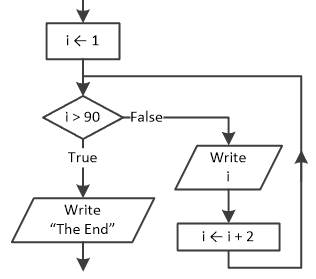 i ← 1
i > 90
False
True
Write
i
Write
“The End”
i ← i + 2